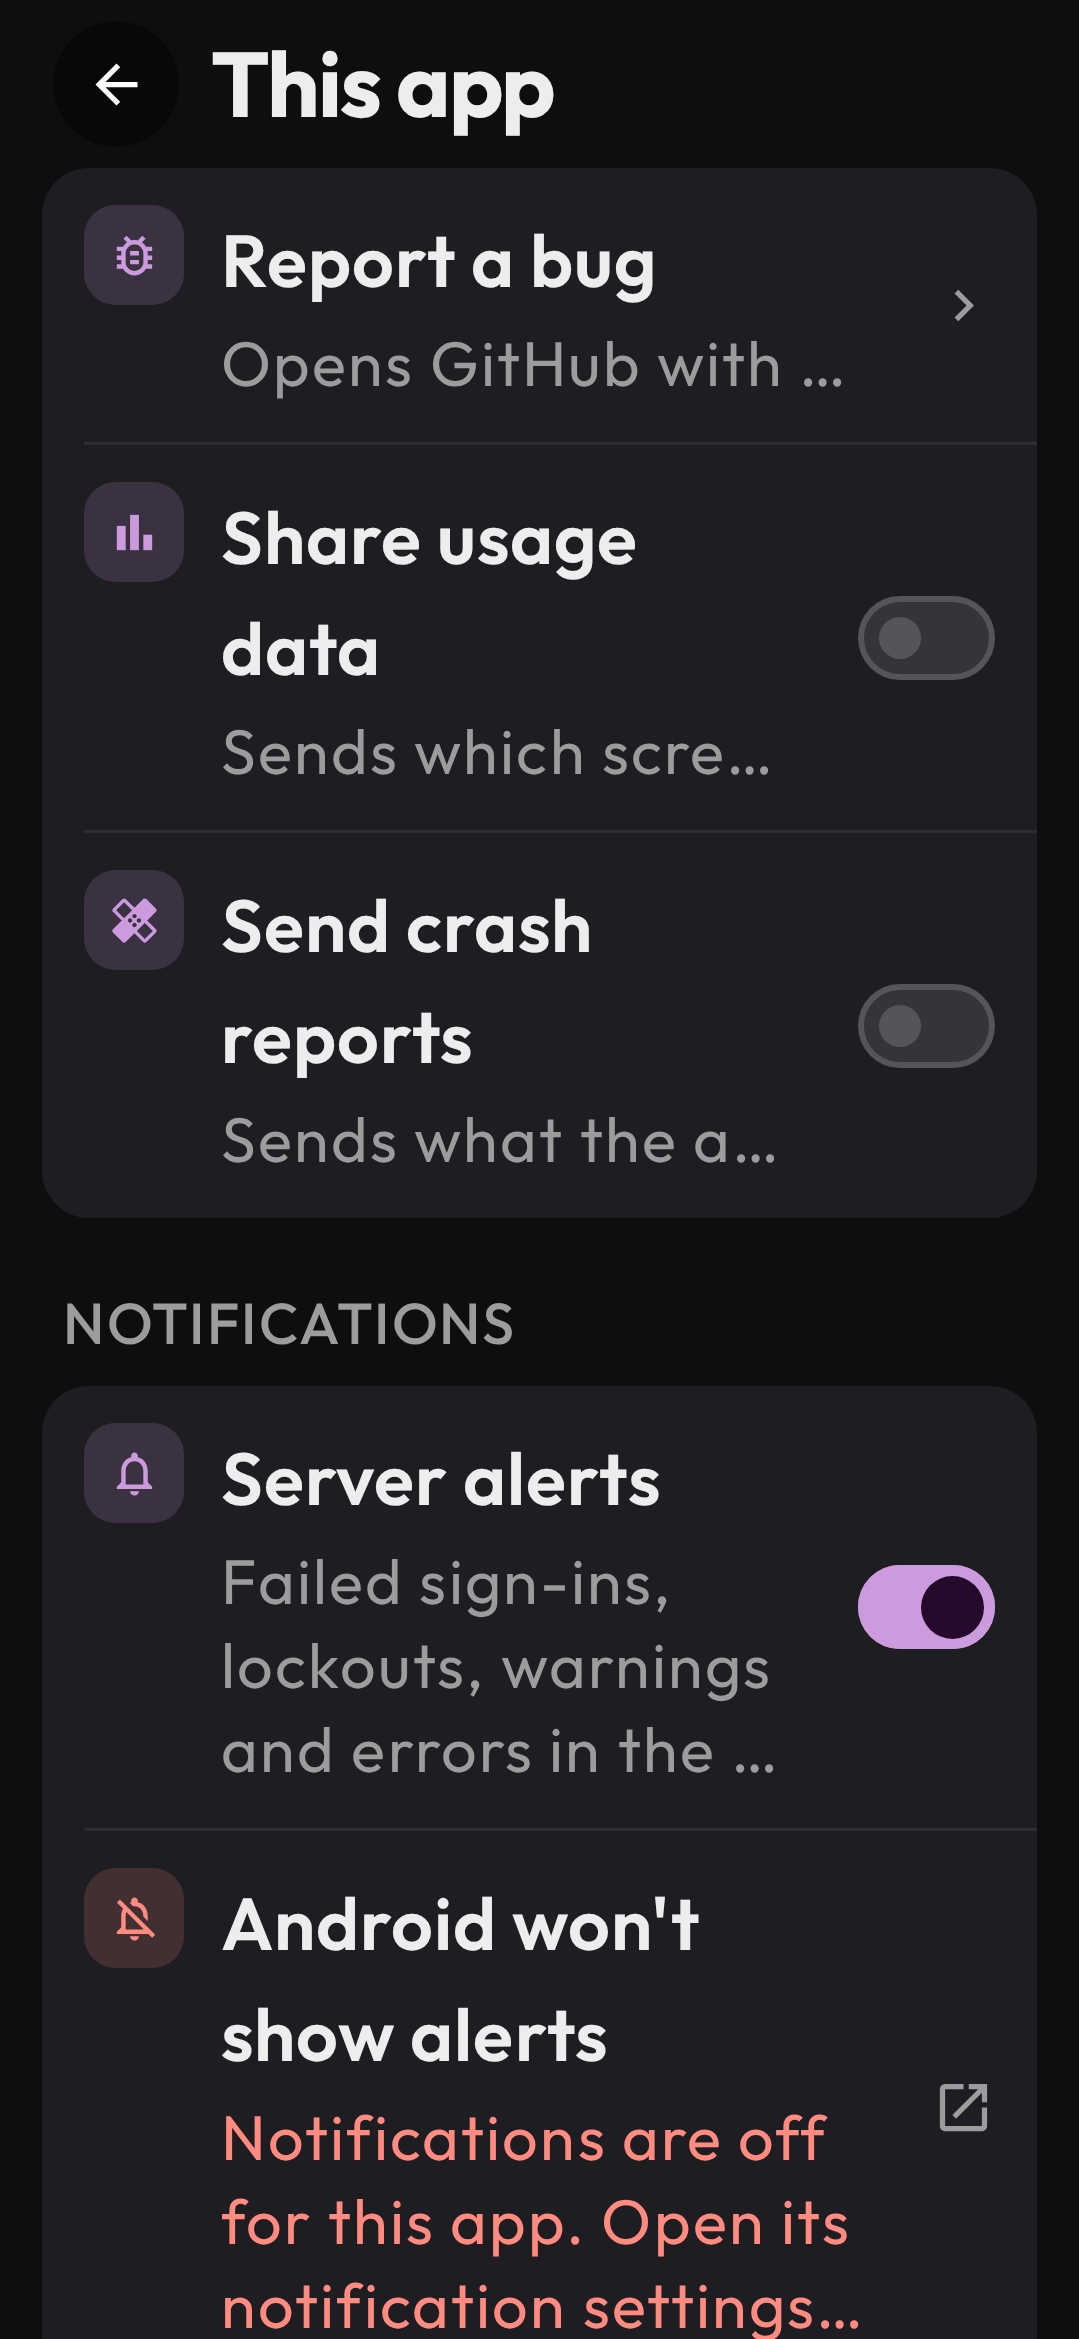 This app
Report a bug
Opens GitHub with …
Share usage
data
Sends which scre…
Send crash
reports
Sends what the a…
NOTIFICATIONS
Server alerts
Failed sign-ins,
lockouts, warnings
and errors in the …
Android won't
show alerts
Notifications are off
for this app. Open its
notification settings…